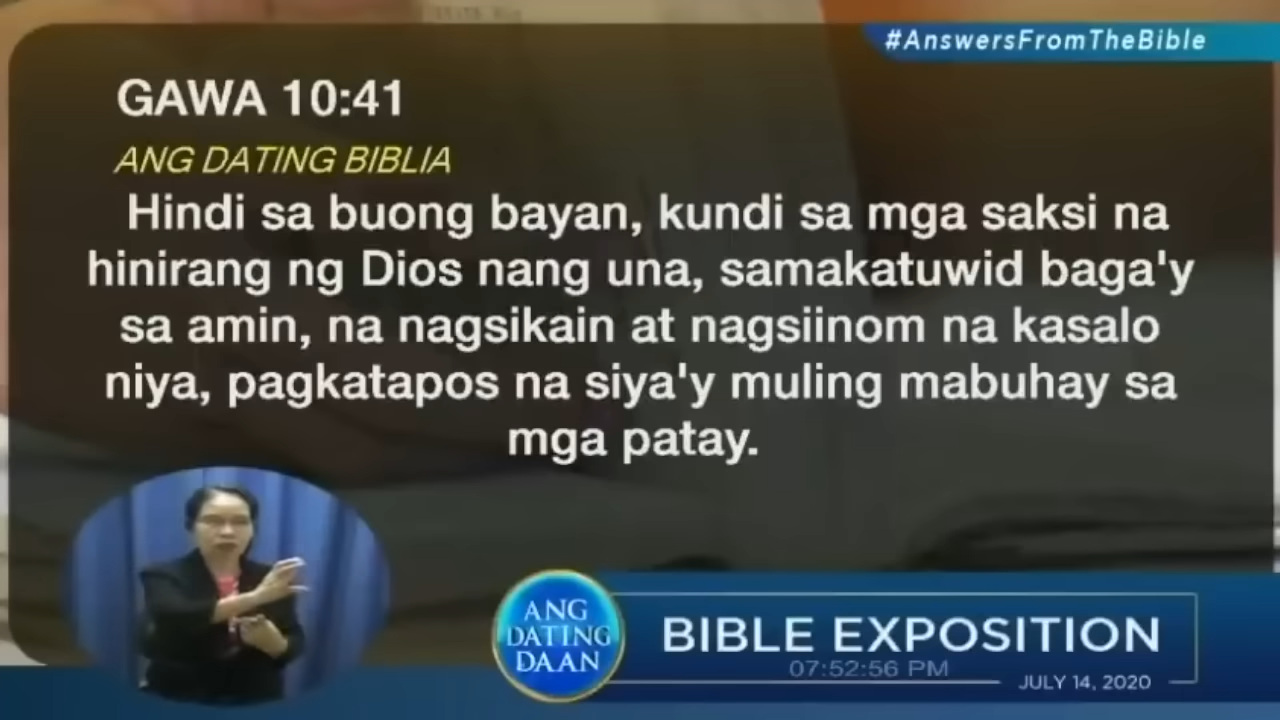 #AnswersFromTheBible
GAWA 10:41
ANG DATING BIBLIA
Hindi sa buong bayan, kundi sa mga saksi na
hinirang ng Dios nang una, samakatuwid baga'y
sa amin, na nagsikain at nagsiinom na kasalo
niya, pagkatapos na siya'y muling mabuhay sa
mga patay.
ANG
DATING
DAAN
BIBLE EXPOSITION
07:52:56 PM
JULY 14, 2020